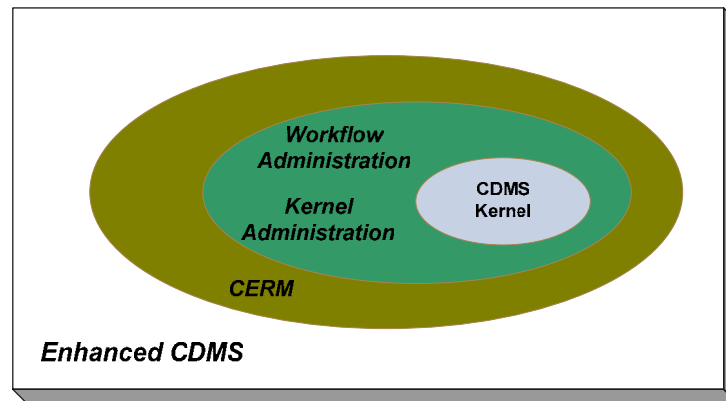 Workflow
Administration
CDMS
Kernel
Kernel
Administration
CERM
Enhanced CDMS